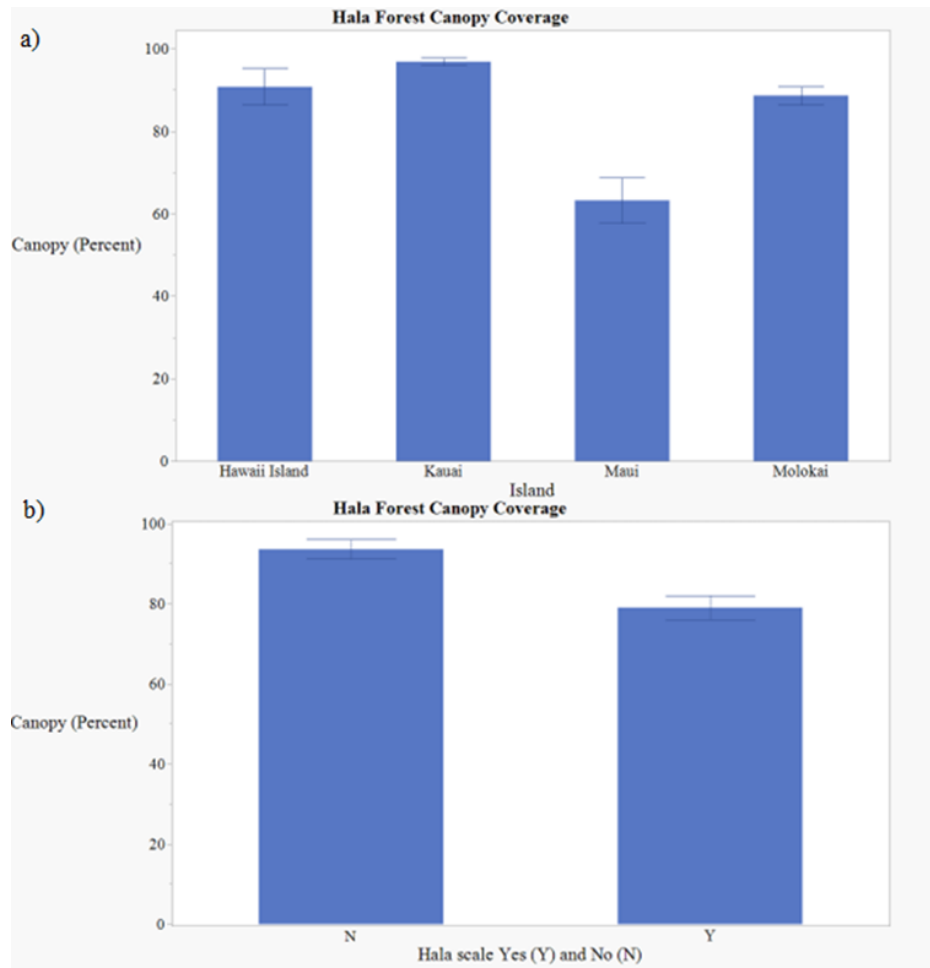 Hala Forest Canopy Coverage
a)
100
80
60
Canopy (Percent)
40
20
0
Hawaii Island Kauai Maui Molokai
Island
Hala Forest Canopy Coverage
b)
100
80
60
Canopy (Percent)
40
20
0
N Y
Hala scale Yes (Y) and No (N)